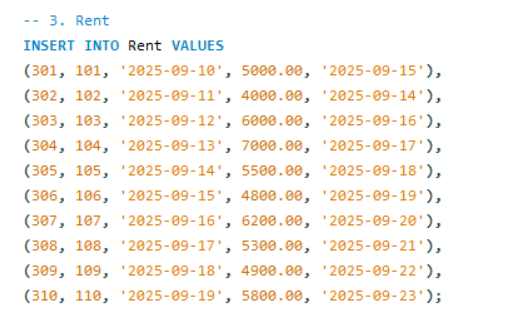 -- 3. Rent
INSERT INTO Rent VALUES
(301, 101, '2025-09-10', 5000.00, '2025-09-15'),
(302, 102, '2025-09-11', 4000.00, '2025-09-14'),
(303, 103, '2025-09-12', 6000.00, '2025-09-16'),
(304, 104, '2025-09-13', 7000.00, '2025-09-17'),
(305, 105, '2025-09-14', 5500.00, '2025-09-18'),
(306, 106, '2025-09-15', 4800.00, '2025-09-19'),
(307, 107, '2025-09-16', 6200.00, '2025-09-20'),
(308, 108, '2025-09-17', 5300.00, '2025-09-21'),
(309, 109, '2025-09-18', 4900.00, '2025-09-22'),
(310, 110, '2025-09-19', 5800.00, '2025-09-23');